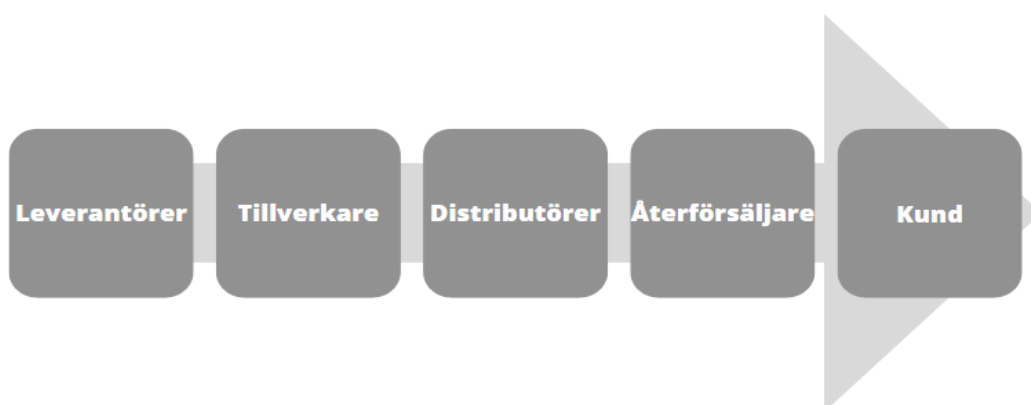 Leverantörer
Tillverkare
Distributörer
Återförsäljare
Kund